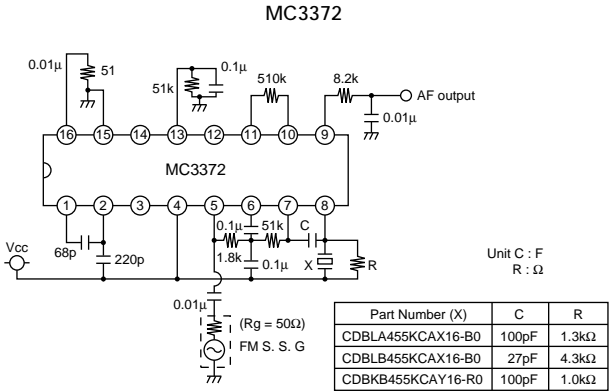 MC3372
0.01μ
51
0.1μ
51k
510k
8.2k
AF output
0.01μ
16 15 14 13 12 11 10 9
MC3372
1 2 3 4 5 6 7 8
0.1μ
51k
C
68p
220p
1.8k
0.1μ
X
R
Vcc
Unit C : F
R : Ω
0.01μ
(Rg = 50Ω)
FM S. S. G
Part Number (X) C R
CDBLA455KCAX16-B0 100pF 1.3kΩ
CDBLB455KCAX16-B0 27pF 4.3kΩ
CDBKB455KCAY16-R0 100pF 1.0kΩ